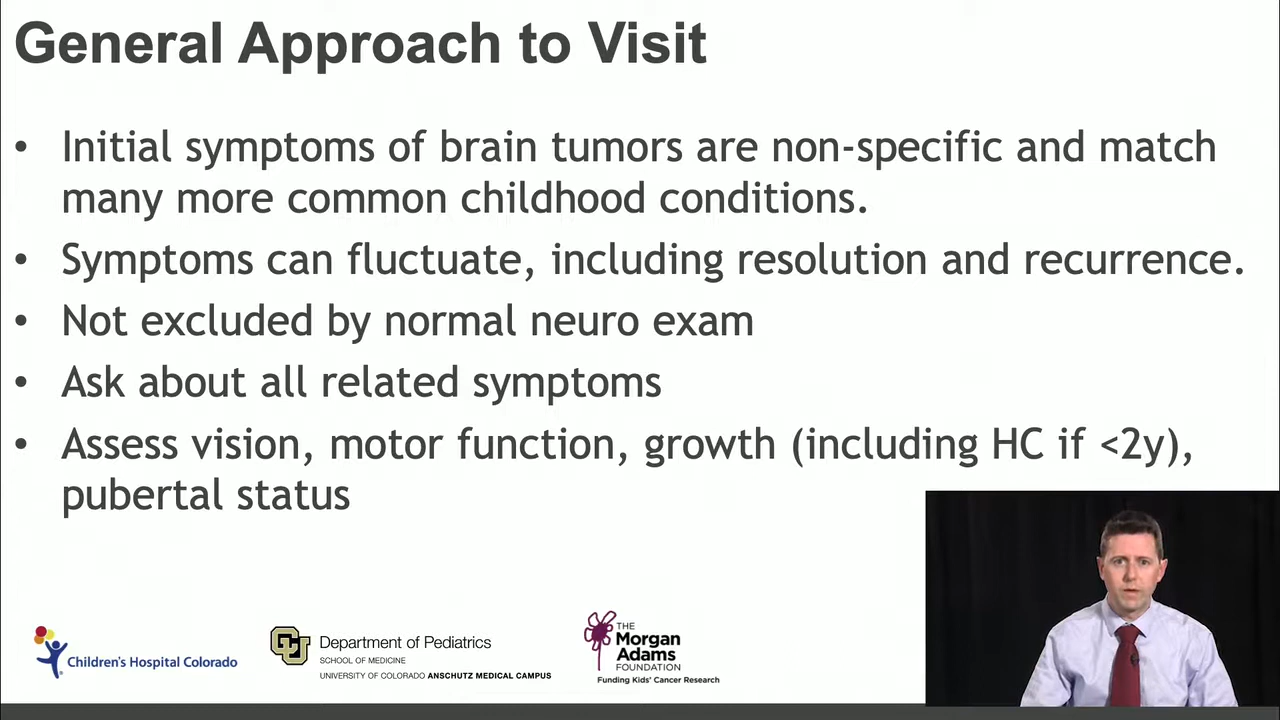 General Approach to Visit
• Initial symptoms of brain tumors are non-specific and match
many more common childhood conditions.
• Symptoms can fluctuate, including resolution and recurrence.
• Not excluded by normal neuro exam
• Ask about all related symptoms
• Assess vision, motor function, growth (including HC if <2y),
pubertal status
Children's Hospital Colorado
CU
Department of Pediatrics
SCHOOL OF MEDICINE
UNIVERSITY OF COLORADO ANSCHUTZ MEDICAL CAMPUS
THE
Morgan
Adams
FOUNDATION
Funding Kids' Cancer Research